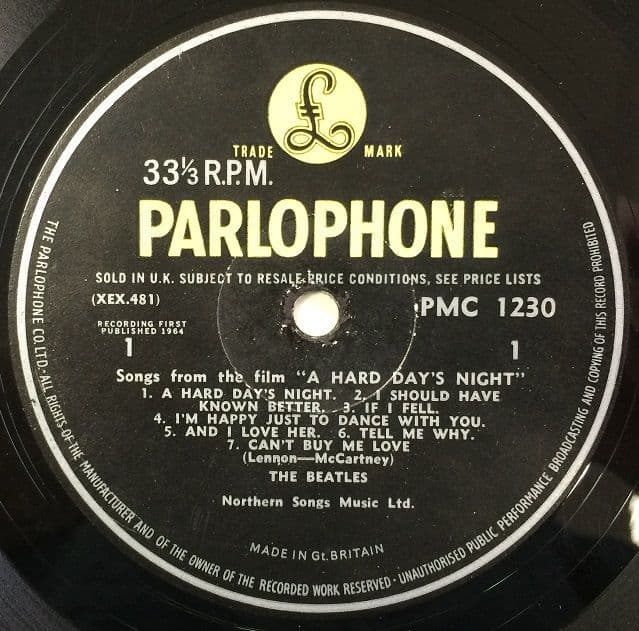 £
TRADE MARK
33⅓ R.P.M.
PARLOPHONE
SOLD IN U.K. SUBJECT TO RESALE PRICE CONDITIONS, SEE PRICE LISTS
(XEX.481)
PMC 1230
RECORDING FIRST
PUBLISHED 1964
1
1
Songs from the film "A HARD DAY'S NIGHT"
1. A HARD DAY'S NIGHT. 2. I SHOULD HAVE
KNOWN BETTER. 3. IF I FELL.
4. I'M HAPPY JUST TO DANCE WITH YOU.
5. AND I LOVE HER. 6. TELL ME WHY.
7. CAN'T BUY ME LOVE
(Lennon—McCartney)
THE BEATLES
Northern Songs Music Ltd.
MADE IN Gt. BRITAIN
THE PARLOPHONE CO. LTD. · ALL RIGHTS OF THE MANUFACTURER AND OF THE OWNER OF THE RECORDED WORK RESERVED · UNAUTHORISED PUBLIC PERFORMANCE BROADCASTING AND COPYING OF THIS RECORD PROHIBITED